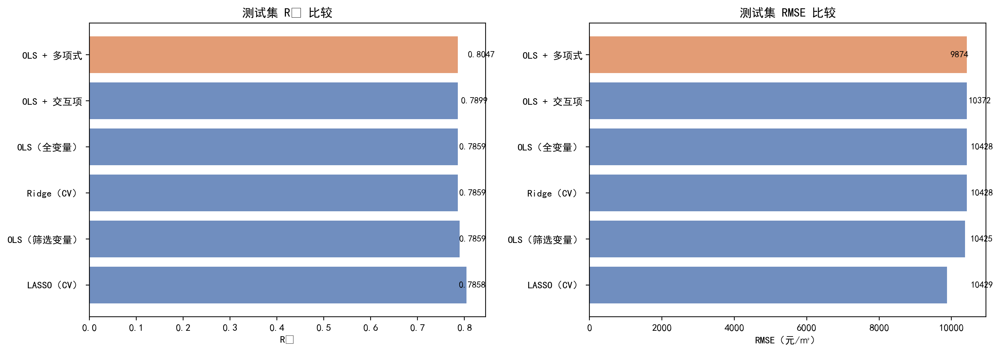 测试集 R□ 比较
OLS + 多项式
0.8047
OLS + 交互项
0.7899
OLS（全变量）
0.7859
Ridge（CV）
0.7859
OLS（筛选变量）
0.7859
LASSO（CV）
0.7858
0.0 0.1 0.2 0.3 0.4 0.5 0.6 0.7 0.8
R□
测试集 RMSE 比较
OLS + 多项式
9874
OLS + 交互项
10372
OLS（全变量）
10428
Ridge（CV）
10428
OLS（筛选变量）
10425
LASSO（CV）
10429
0 2000 4000 6000 8000 10000
RMSE（元/㎡）